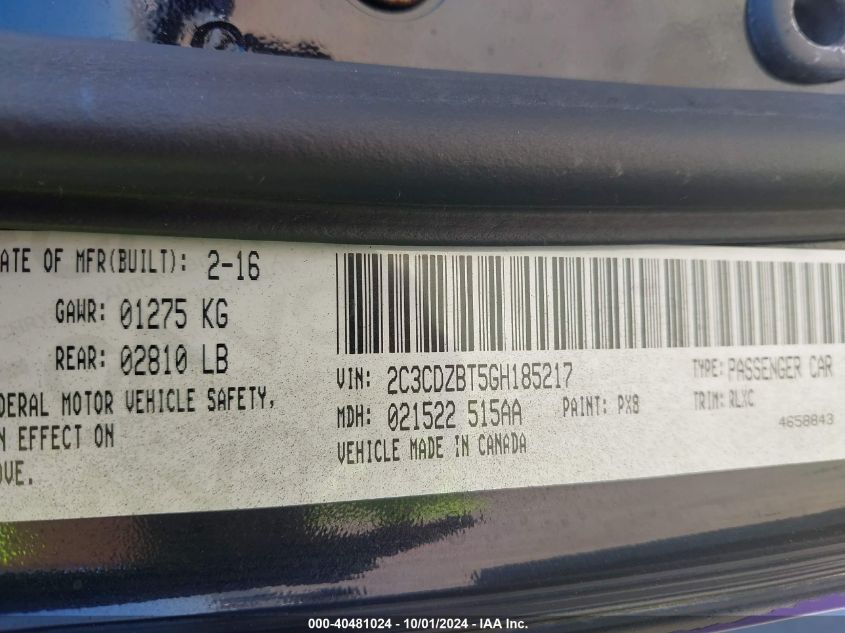 ATE OF MFR(BUILT): 2-16
GAWR: 01275 KG
REAR: 02810 LB
DERAL MOTOR VEHICLE SAFETY,
N EFFECT ON
OVE.
VIN: 2C3CDZBT5GH185217
TYPE: PASSENGER CAR
MDH: 021522 515AA
PAINT: PX8
TRIM: RLXC
VEHICLE MADE IN CANADA
4658843
000-40481024 - 10/01/2024 - IAA Inc.